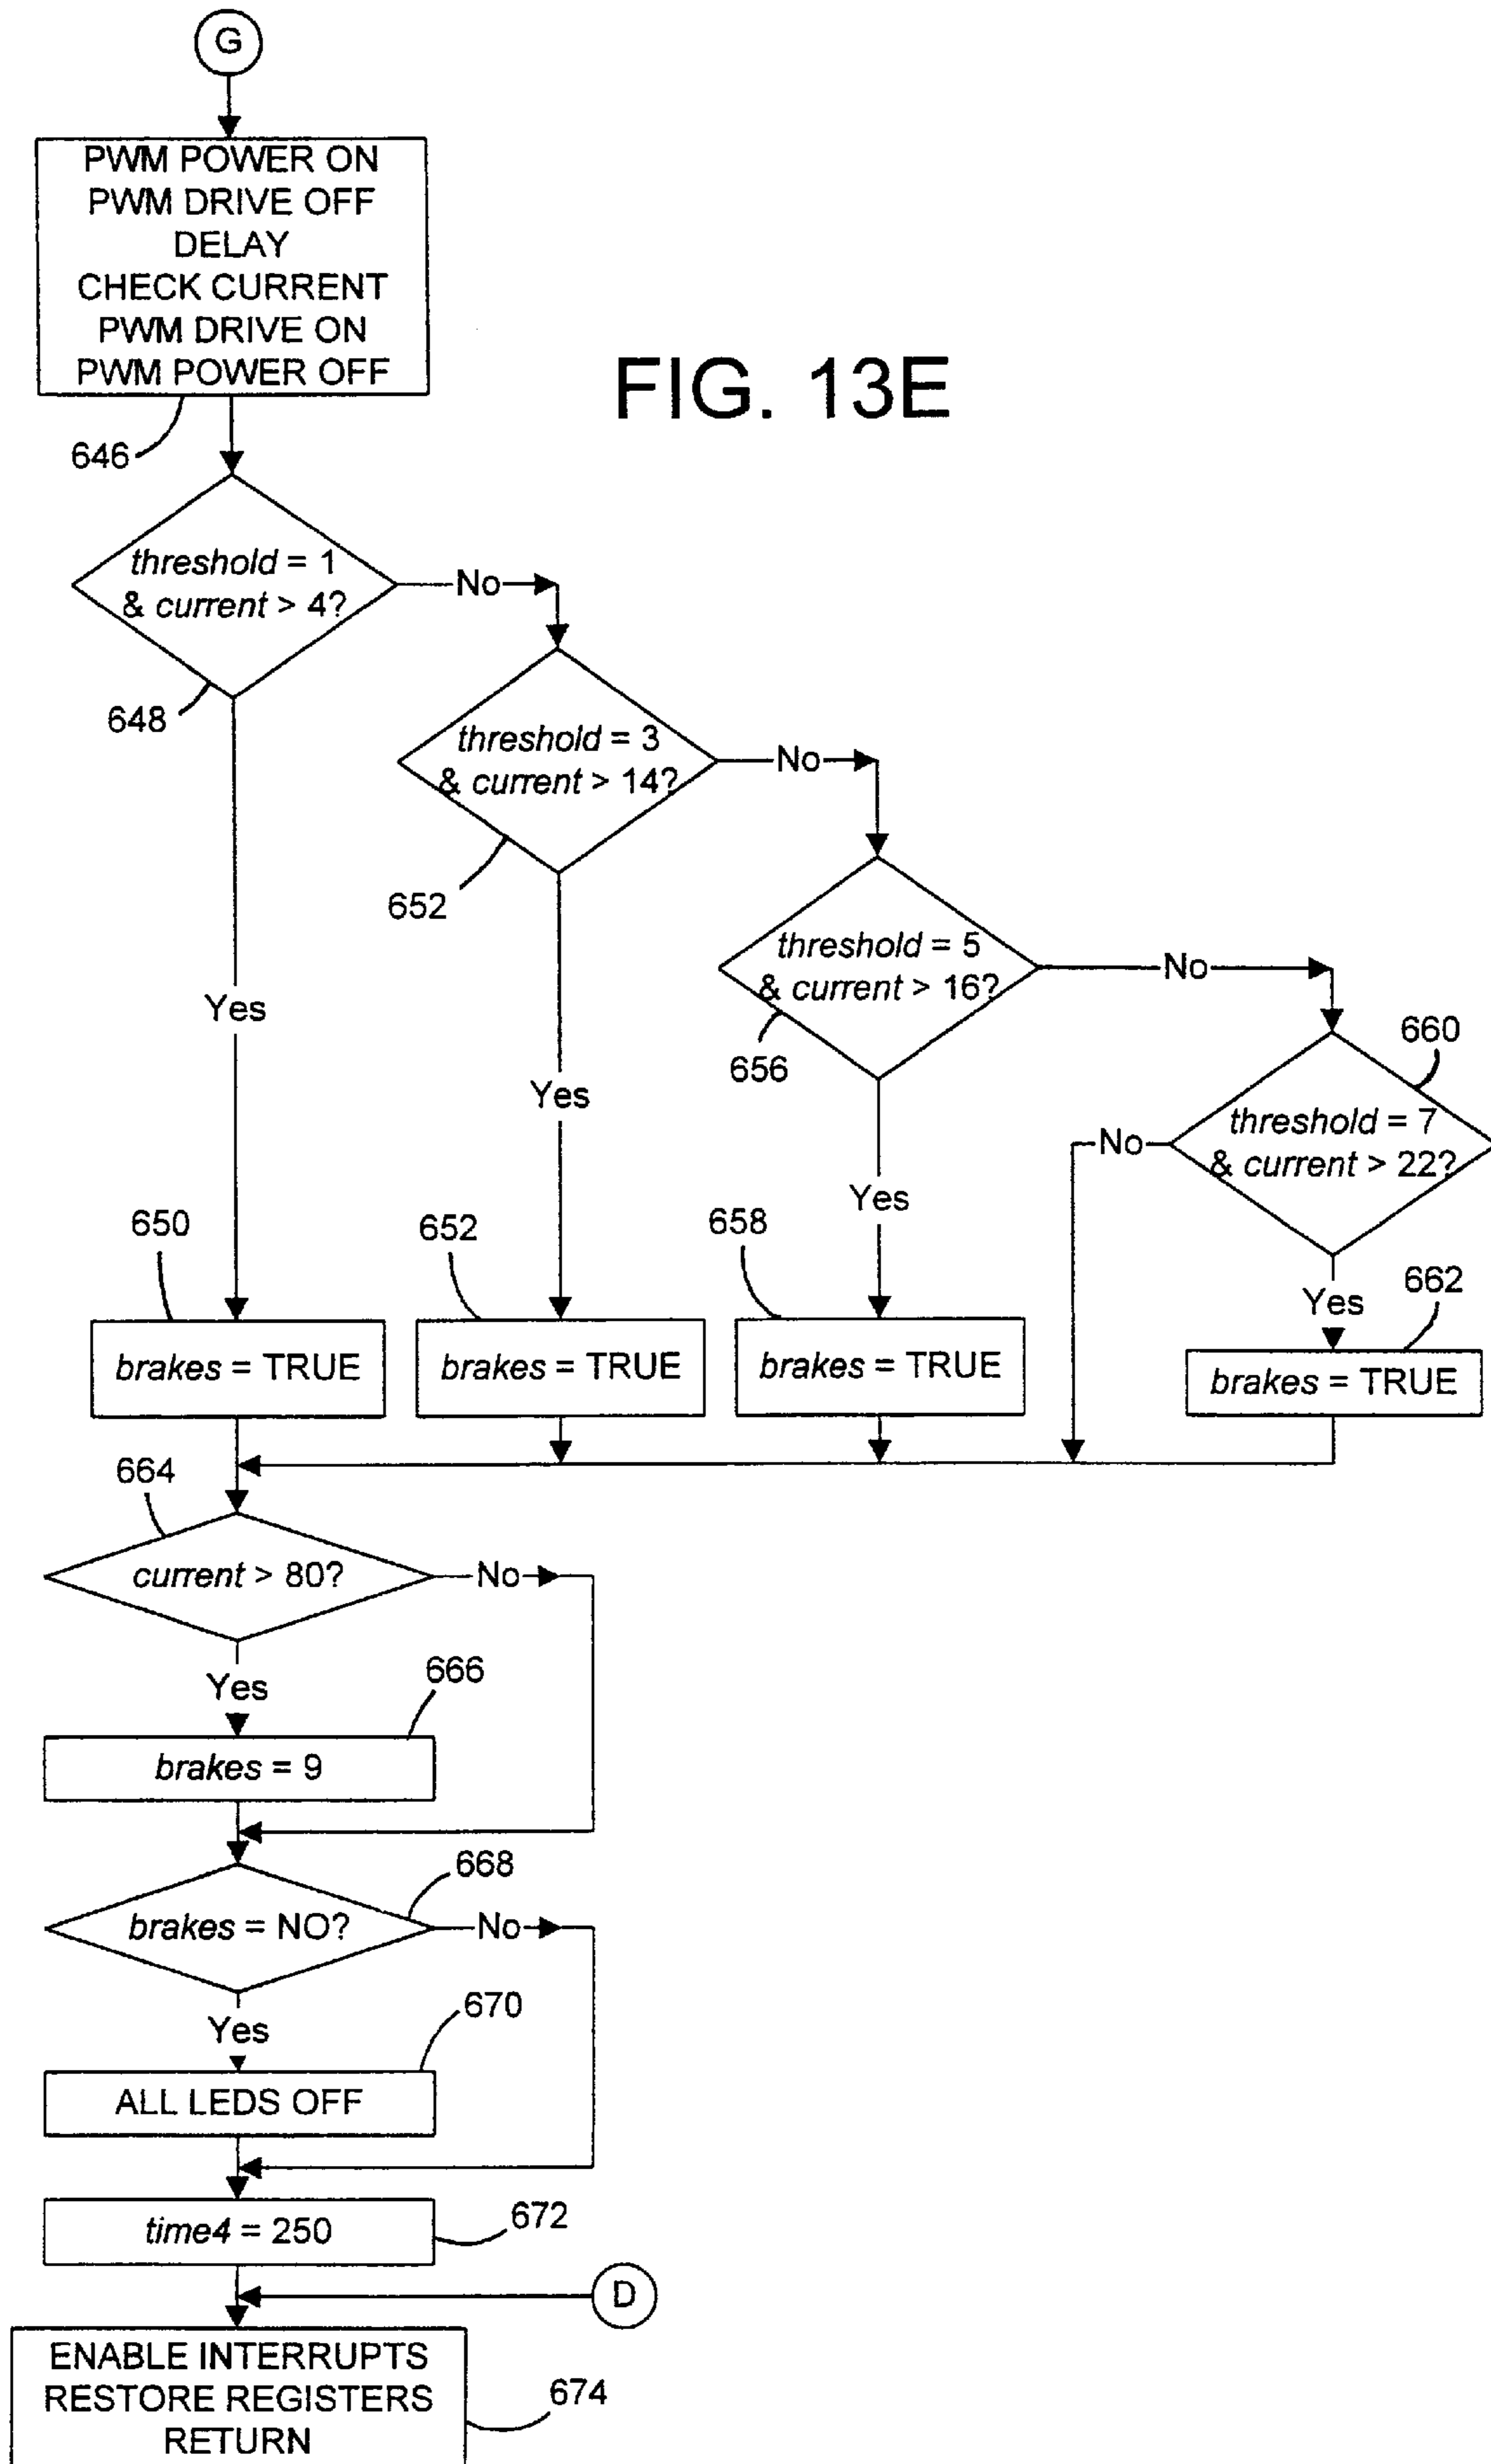 G
PWM POWER ON
PWM DRIVE OFF
DELAY
CHECK CURRENT
PWM DRIVE ON
PWM POWER OFF
FIG. 13E
646
threshold = 1
& current > 4?
No
648
threshold = 3
& current > 14?
No
652
threshold = 5
& current > 16?
No
656
660
threshold = 7
& current > 22?
No
Yes
Yes
Yes
Yes
650
652
658
662
brakes = TRUE
brakes = TRUE
brakes = TRUE
brakes = TRUE
664
current > 80?
No
Yes
666
brakes = 9
668
brakes = NO?
No
Yes
670
ALL LEDS OFF
time4 = 250
672
D
ENABLE INTERRUPTS
RESTORE REGISTERS
RETURN
674